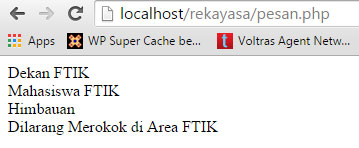 localhost/rekayasa/pesan.php
Apps WP Super Cache be... Voltras Agent Netw...
Dekan FTIK
Mahasiswa FTIK
Himbauan
Dilarang Merokok di Area FTIK